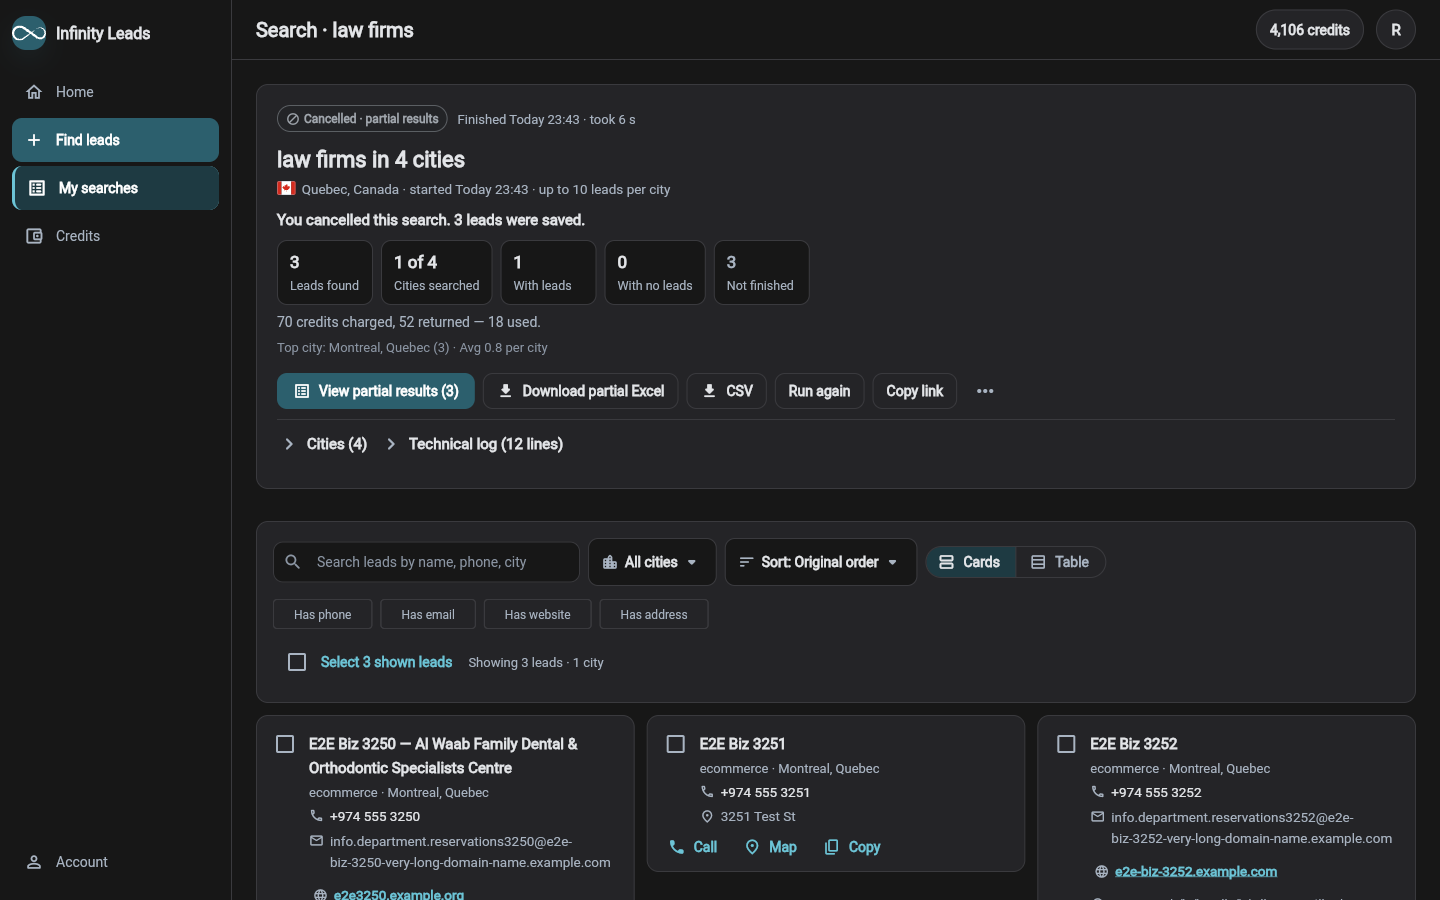 Infinity Leads
Search · law firms
4,106 credits
R
Home
Find leads
My searches
Credits
Account
Cancelled · partial results
Finished Today 23:43 · took 6 s
law firms in 4 cities
Quebec, Canada · started Today 23:43 · up to 10 leads per city
You cancelled this search. 3 leads were saved.
3
Leads found
1 of 4
Cities searched
1
With leads
0
With no leads
3
Not finished
70 credits charged, 52 returned — 18 used.
Top city: Montreal, Quebec (3) · Avg 0.8 per city
View partial results (3)
Download partial Excel
CSV
Run again
Copy link
Cities (4)
Technical log (12 lines)
Search leads by name, phone, city
All cities
Sort: Original order
Cards
Table
Has phone
Has email
Has website
Has address
Select 3 shown leads
Showing 3 leads · 1 city
E2E Biz 3250 — Al Waab Family Dental &
Orthodontic Specialists Centre
ecommerce · Montreal, Quebec
+974 555 3250
info.department.reservations3250@e2e-
biz-3250-very-long-domain-name.example.com
e2e3250.example.org
E2E Biz 3251
ecommerce · Montreal, Quebec
+974 555 3251
3251 Test St
Call
Map
Copy
E2E Biz 3252
ecommerce · Montreal, Quebec
+974 555 3252
info.department.reservations3252@e2e-
biz-3252-very-long-domain-name.example.com
e2e-biz-3252.example.com